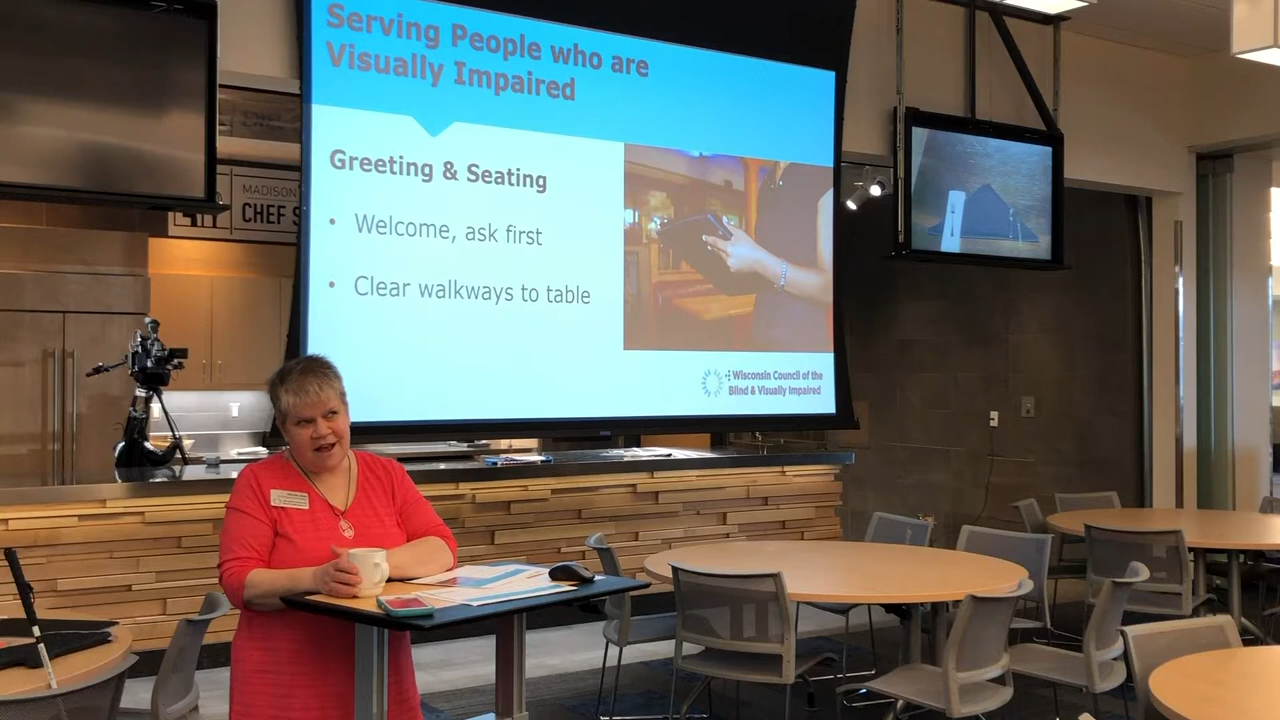 Serving People who are
Visually Impaired
Greeting & Seating
• Welcome, ask first
• Clear walkways to table
Wisconsin Council of the
Blind & Visually Impaired
MADISON
CHEF S